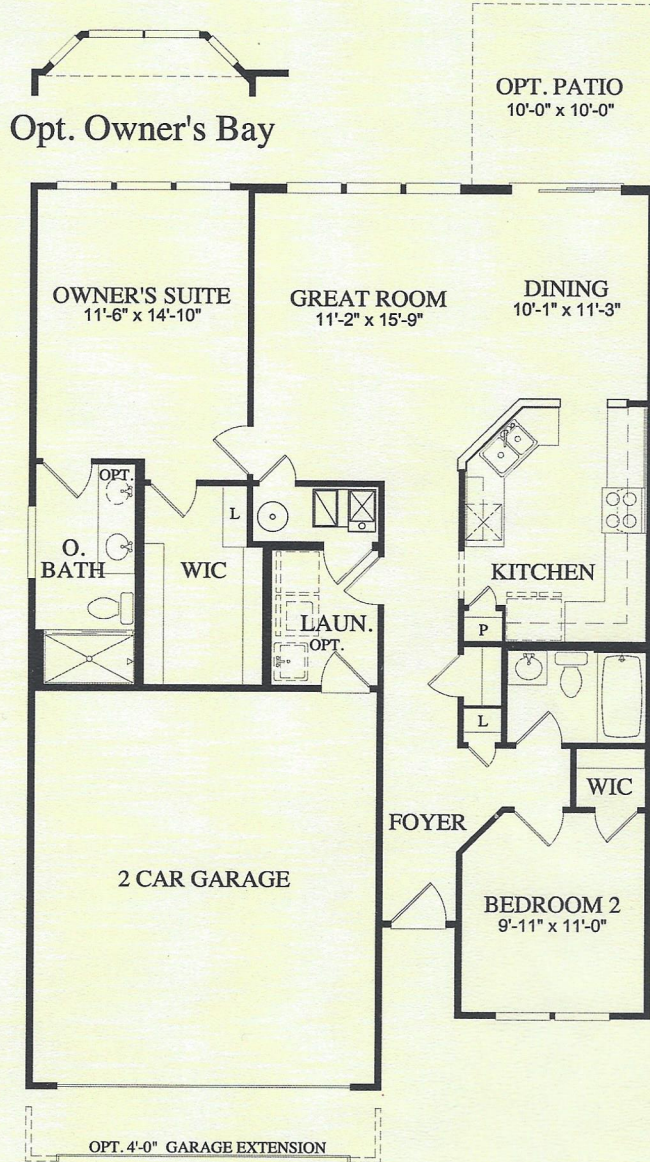 OPT. PATIO
10'-0" x 10'-0"
Opt. Owner's Bay
OWNER'S SUITE
11'-6" x 14'-10"
GREAT ROOM
11'-2" x 15'-9"
DINING
10'-1" x 11'-3"
OPT.
L
O.
BATH
WIC
KITCHEN
LAUN.
OPT.
P
L
WIC
FOYER
2 CAR GARAGE
BEDROOM 2
9'-11" x 11'-0"
OPT. 4'-0" GARAGE EXTENSION